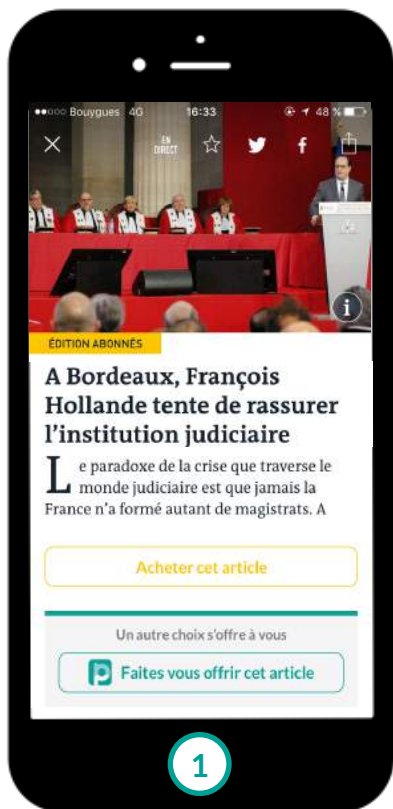 ●●○○○ Bouygues 4G 16:33 48 %
EN
DIRECT
f
i
ÉDITION ABONNÉS
A Bordeaux, François
Hollande tente de rassurer
l'institution judiciaire
Le paradoxe de la crise que traverse le
monde judiciaire est que jamais la
France n'a formé autant de magistrats. A
Acheter cet article
Un autre choix s'offre à vous
p Faites vous offrir cet article
1